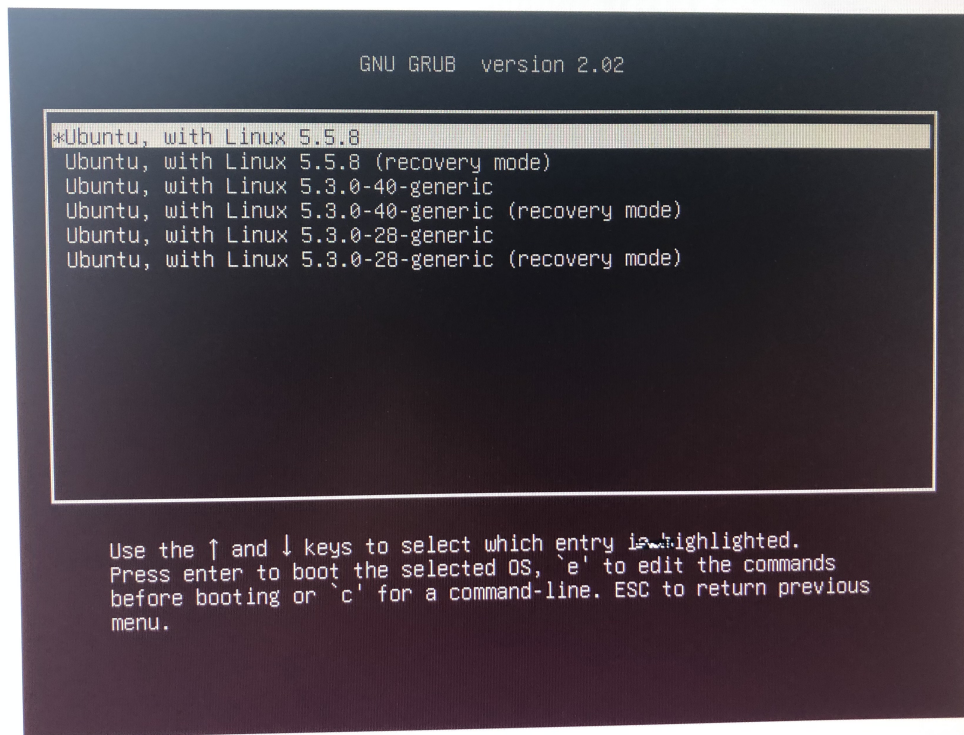 GNU GRUB version 2.02
*Ubuntu, with Linux 5.5.8
Ubuntu, with Linux 5.5.8 (recovery mode)
Ubuntu, with Linux 5.3.0-40-generic
Ubuntu, with Linux 5.3.0-40-generic (recovery mode)
Ubuntu, with Linux 5.3.0-28-generic
Ubuntu, with Linux 5.3.0-28-generic (recovery mode)
Use the ↑ and ↓ keys to select which entry is highlighted.
Press enter to boot the selected OS, `e' to edit the commands
before booting or `c' for a command-line. ESC to return previous
menu.